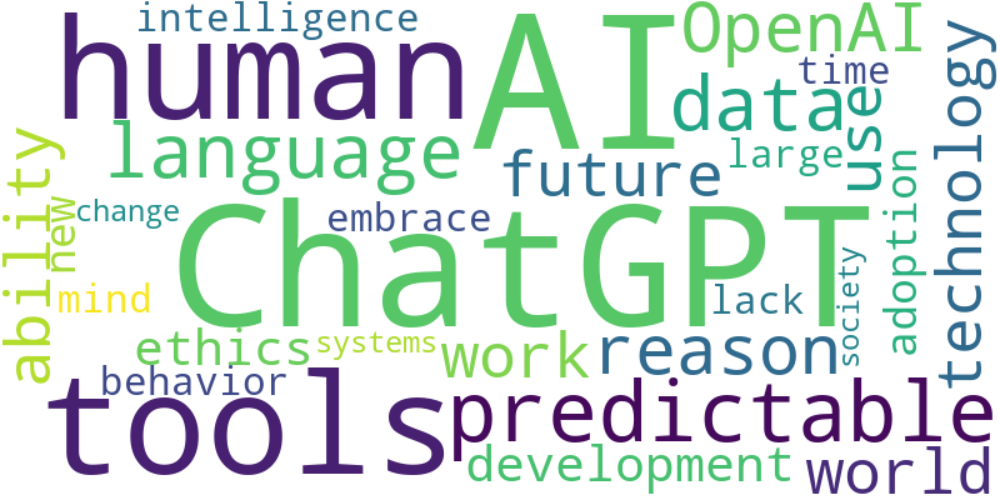 intelligence
OpenAI
human
AI
time
technology
data
use
language
large
future
ability
adoption
new
change
embrace
ChatGPT
mind
lack
society
ethics
systems
work
reason
behavior
tools
predictable
development
world